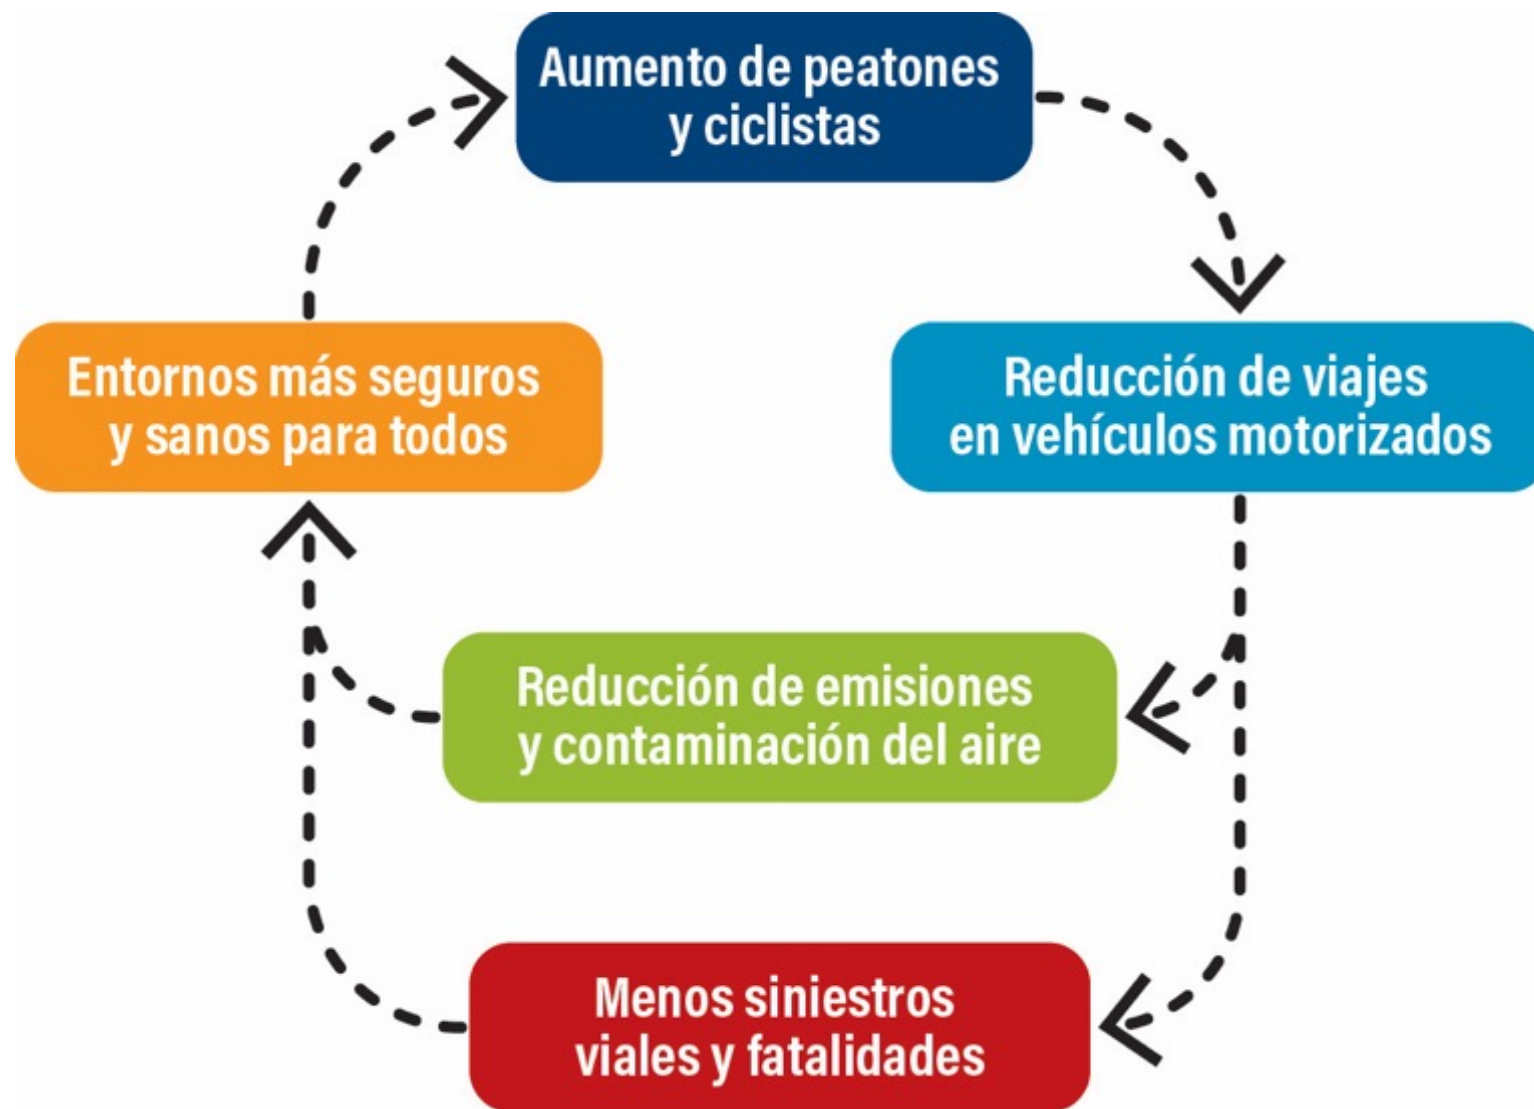 Aumento de peatones
y ciclistas
Entornos más seguros
y sanos para todos
Reducción de viajes
en vehículos motorizados
Reducción de emisiones
y contaminación del aire
Menos siniestros
viales y fatalidades